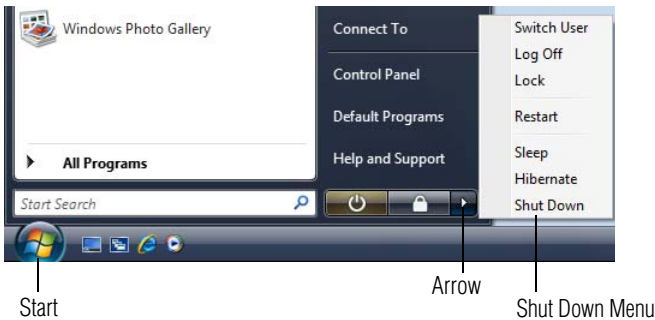 Windows Photo Gallery
All Programs
Start Search
Connect To
Control Panel
Default Programs
Help and Support
Switch User
Log Off
Lock
Restart
Sleep
Hibernate
Shut Down
Start
Arrow
Shut Down Menu